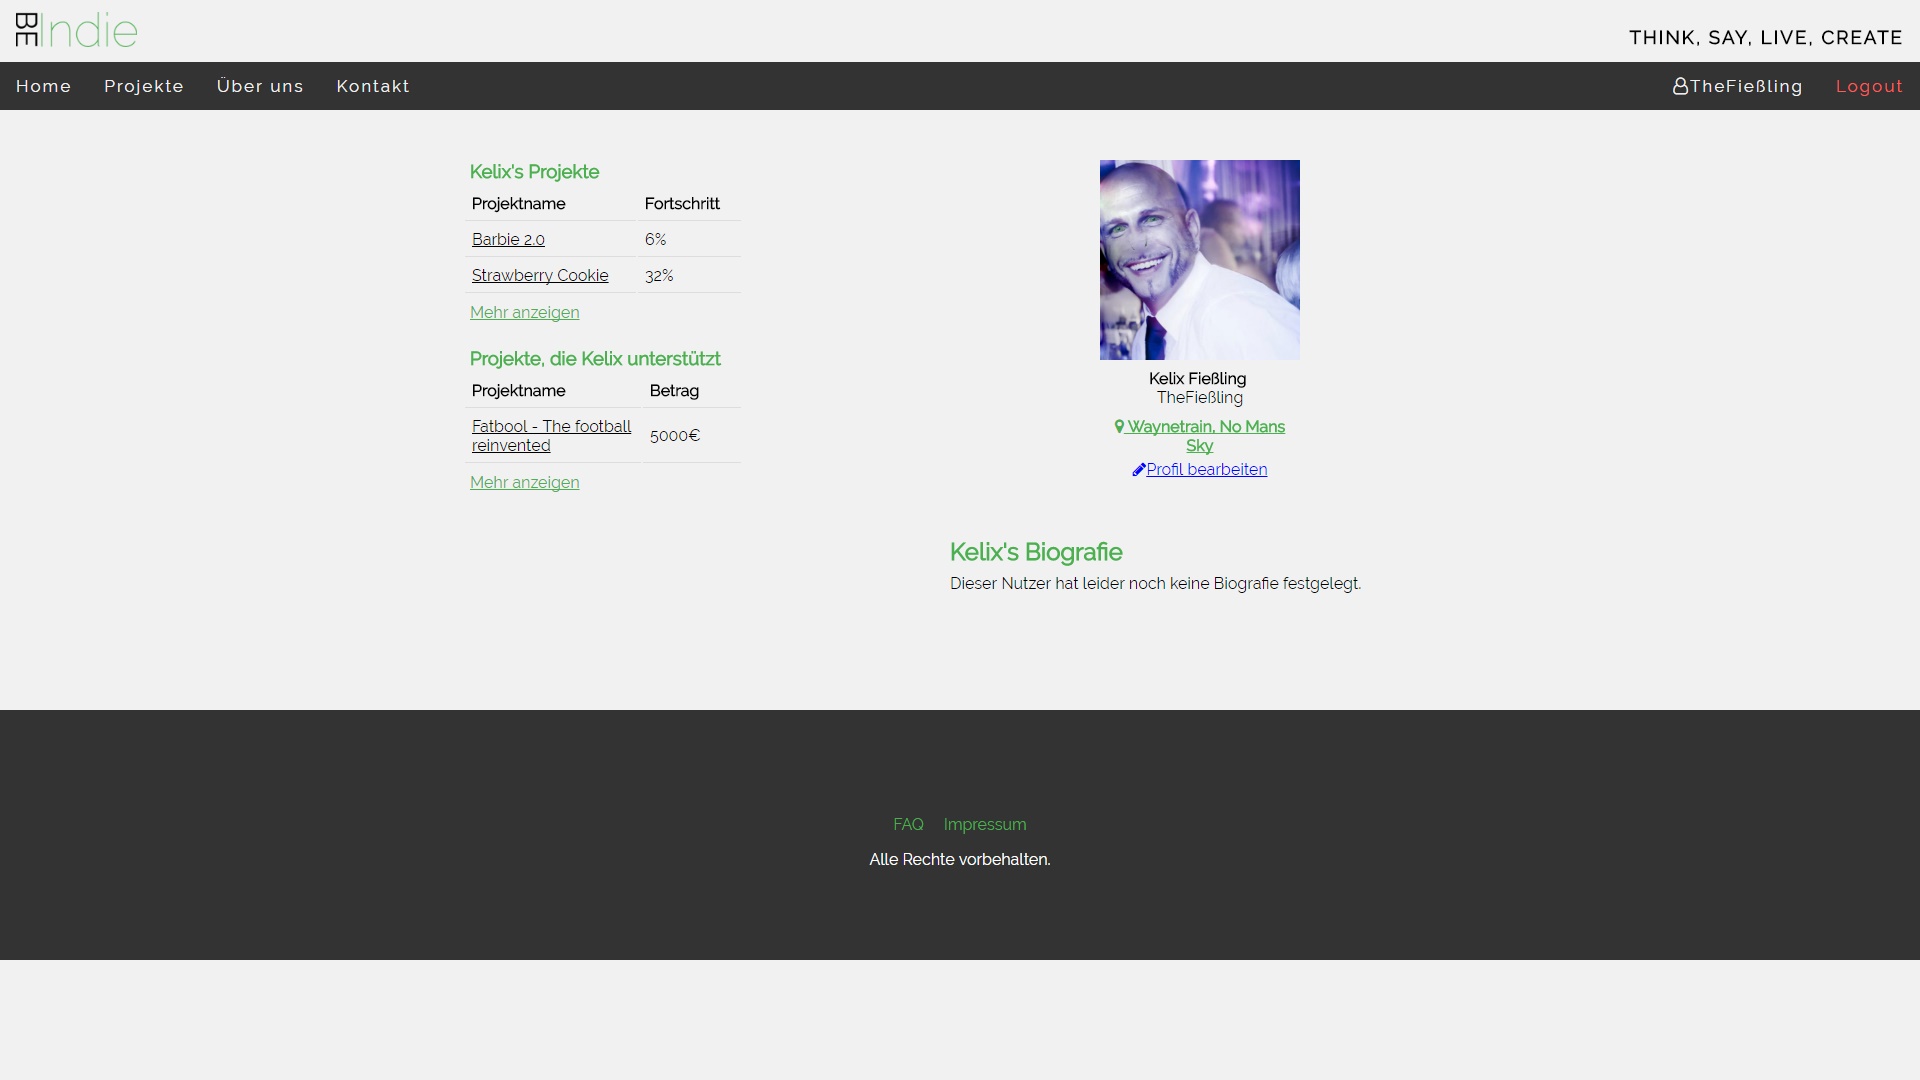 BE Indie
THINK, SAY, LIVE, CREATE
Home Projekte Über uns Kontakt TheFießling Logout
Kelix's Projekte
Projektname Fortschritt
Barbie 2.0 6%
Strawberry Cookie 32%
Mehr anzeigen
Projekte, die Kelix unterstützt
Projektname Betrag
Fatbool - The football
reinvented
5000€
Mehr anzeigen
Kelix Fießling
TheFießling
Waynetrain, No Mans
Sky
Profil bearbeiten
Kelix's Biografie
Dieser Nutzer hat leider noch keine Biografie festgelegt.
FAQ Impressum
Alle Rechte vorbehalten.